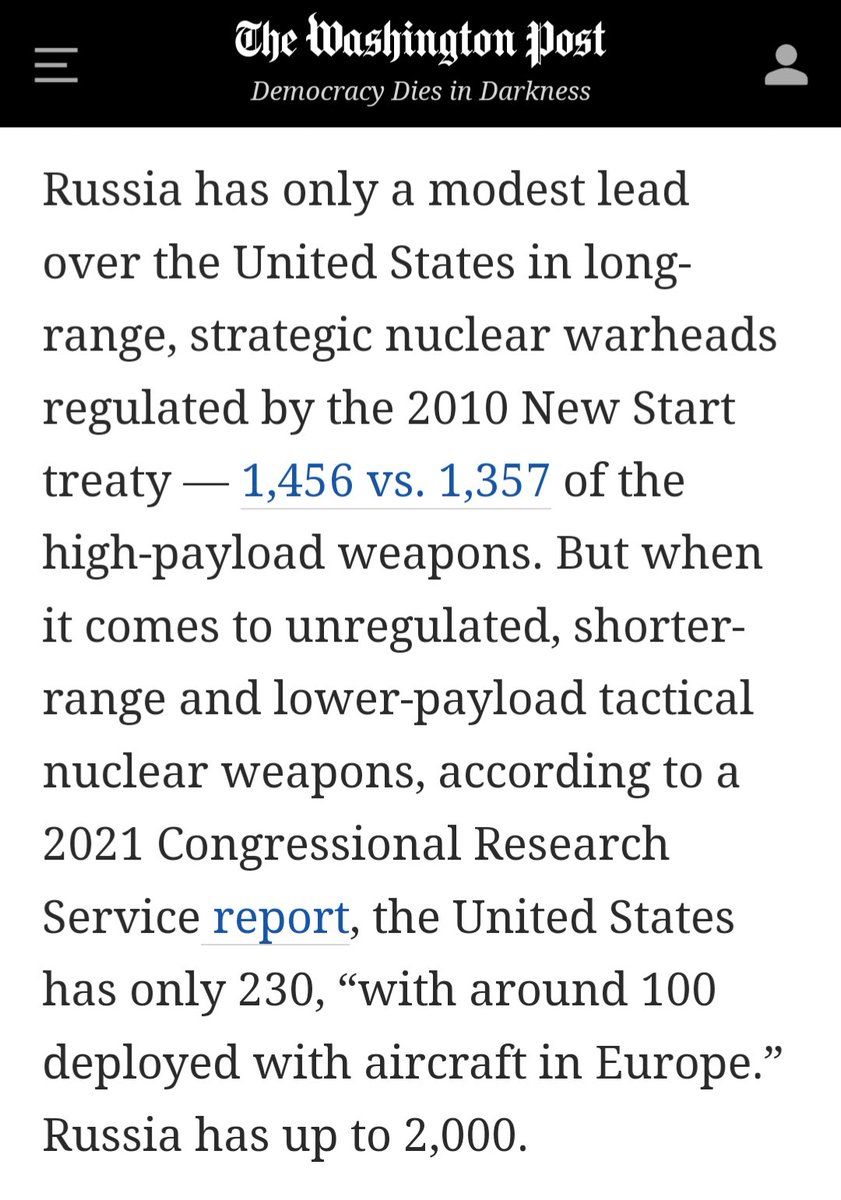 The Washington Post
Democracy Dies in Darkness
Russia has only a modest lead
over the United States in long-
range, strategic nuclear warheads
regulated by the 2010 New Start
treaty — 1,456 vs. 1,357 of the
high-payload weapons. But when
it comes to unregulated, shorter-
range and lower-payload tactical
nuclear weapons, according to a
2021 Congressional Research
Service report, the United States
has only 230, “with around 100
deployed with aircraft in Europe.”
Russia has up to 2,000.